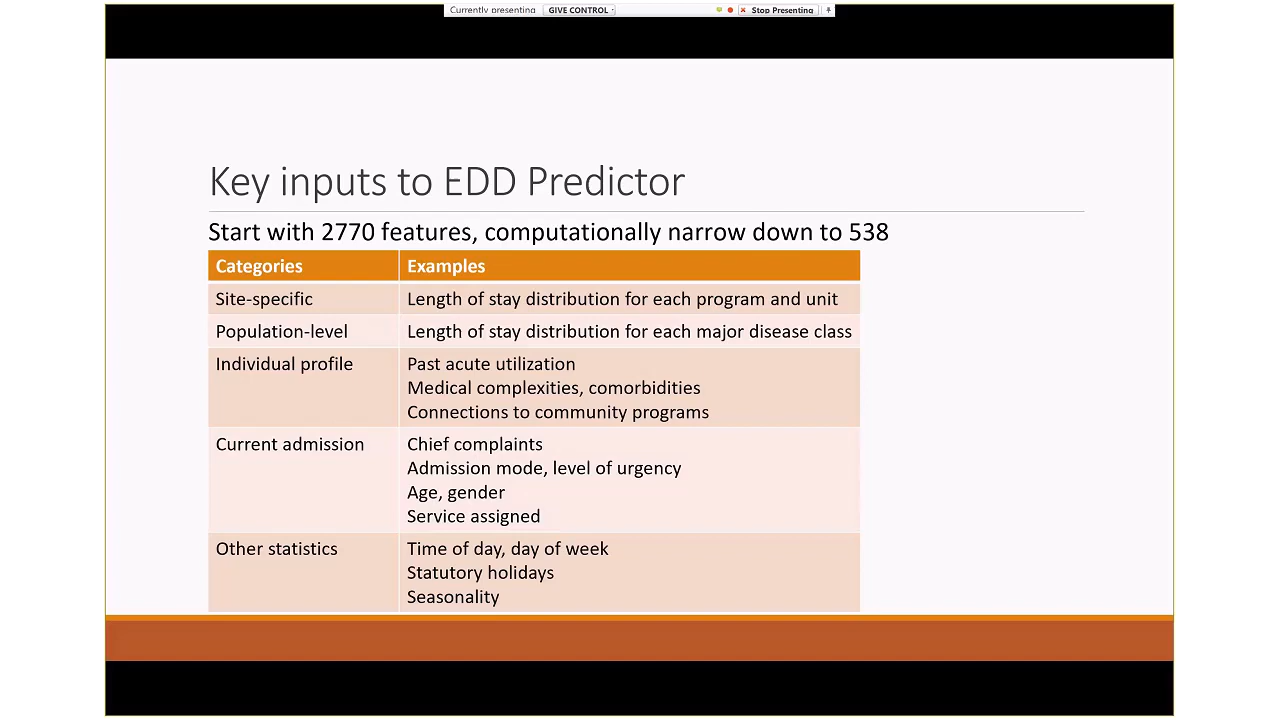 Currently presenting GIVE CONTROL Stop Presenting
Key inputs to EDD Predictor
Start with 2770 features, computationally narrow down to 538
Categories Examples
Site-specific Length of stay distribution for each program and unit
Population-level Length of stay distribution for each major disease class
Individual profile Past acute utilization
Medical complexities, comorbidities
Connections to community programs
Current admission Chief complaints
Admission mode, level of urgency
Age, gender
Service assigned
Other statistics Time of day, day of week
Statutory holidays
Seasonality